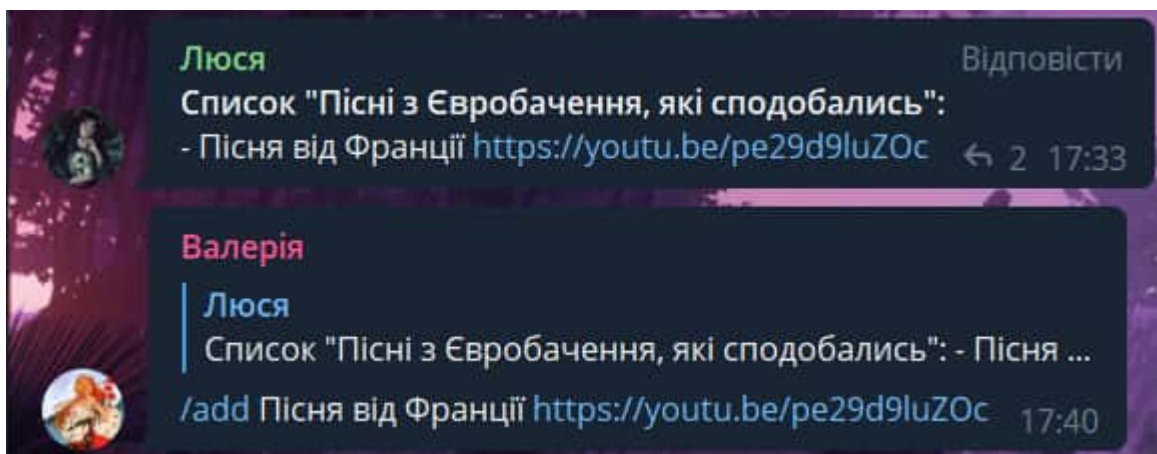 Люся Відповісти
Список "Пісні з Євробачення, які сподобались":
- Пісня від Франції https://youtu.be/pe29d9luZOc 2 17:33
Валерія
Люся
Список "Пісні з Євробачення, які сподобались": - Пісня ...
/add Пісня від Франції https://youtu.be/pe29d9luZOc 17:40